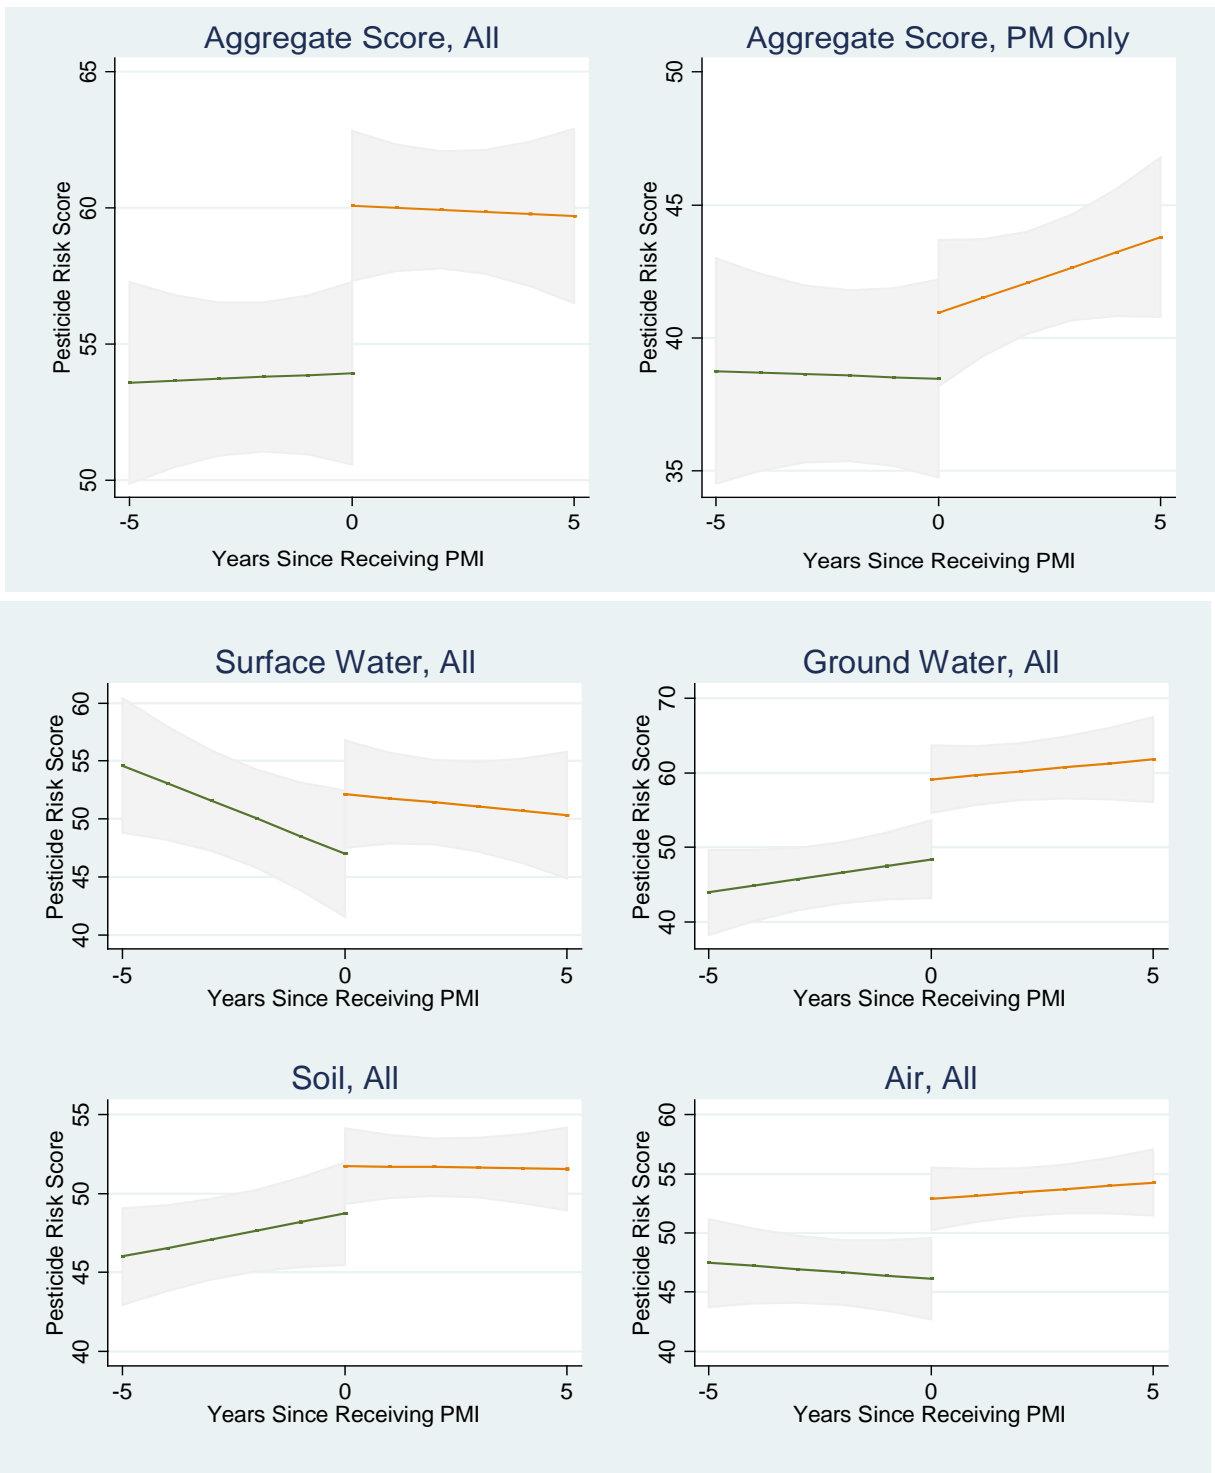 Aggregate Score, All
Pesticide Risk Score
65
60
55
50
-5 0 5
Years Since Receiving PMI
Aggregate Score, PM Only
Pesticide Risk Score
50
45
40
35
-5 0 5
Years Since Receiving PMI
Surface Water, All
Pesticide Risk Score
60
55
50
45
40
-5 0 5
Years Since Receiving PMI
Ground Water, All
Pesticide Risk Score
70
60
50
40
-5 0 5
Years Since Receiving PMI
Soil, All
Pesticide Risk Score
55
50
45
40
-5 0 5
Years Since Receiving PMI
Air, All
Pesticide Risk Score
60
55
50
45
40
-5 0 5
Years Since Receiving PMI